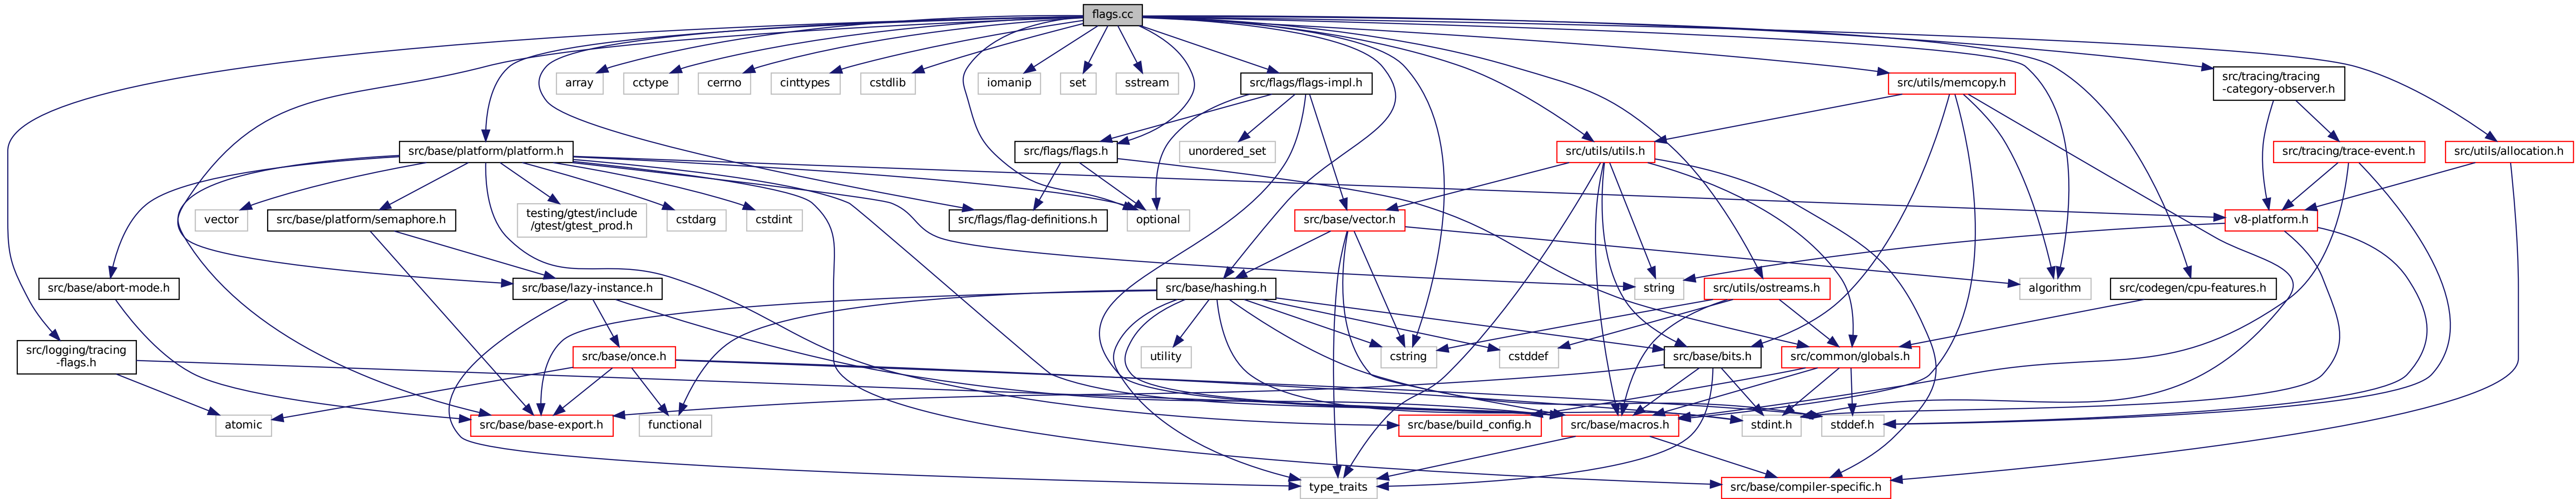 flags.cc
array
cctype
cerrno
cinttypes
cstdlib
iomanip
set
sstream
src/flags/flags-impl.h
src/utils/memcopy.h
src/tracing/tracing
-category-observer.h
src/base/platform/platform.h
src/flags/flags.h
unordered_set
src/utils/utils.h
src/tracing/trace-event.h
src/utils/allocation.h
vector
src/base/platform/semaphore.h
testing/gtest/include
/gtest/gtest_prod.h
cstdarg
cstdint
src/flags/flag-definitions.h
optional
src/base/vector.h
v8-platform.h
src/base/abort-mode.h
src/base/lazy-instance.h
src/base/hashing.h
string
src/utils/ostreams.h
algorithm
src/codegen/cpu-features.h
src/logging/tracing
-flags.h
src/base/once.h
utility
cstring
cstddef
src/base/bits.h
src/common/globals.h
atomic
src/base/base-export.h
functional
src/base/build_config.h
src/base/macros.h
stdint.h
stddef.h
type_traits
src/base/compiler-specific.h